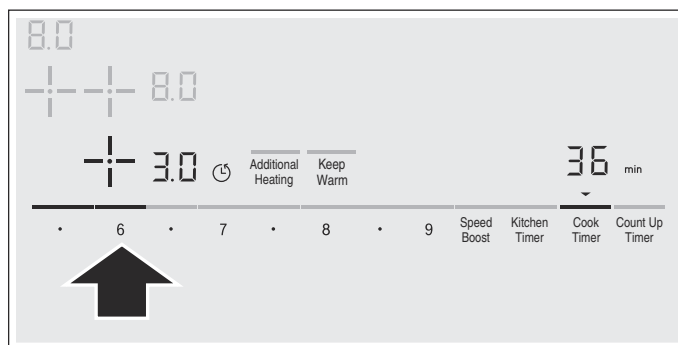 8.0
8.0
3.0 Additional Heating Keep Warm 36 min
· 6 · 7 · 8 · 9 Speed Boost Kitchen Timer Cook Timer Count Up Timer